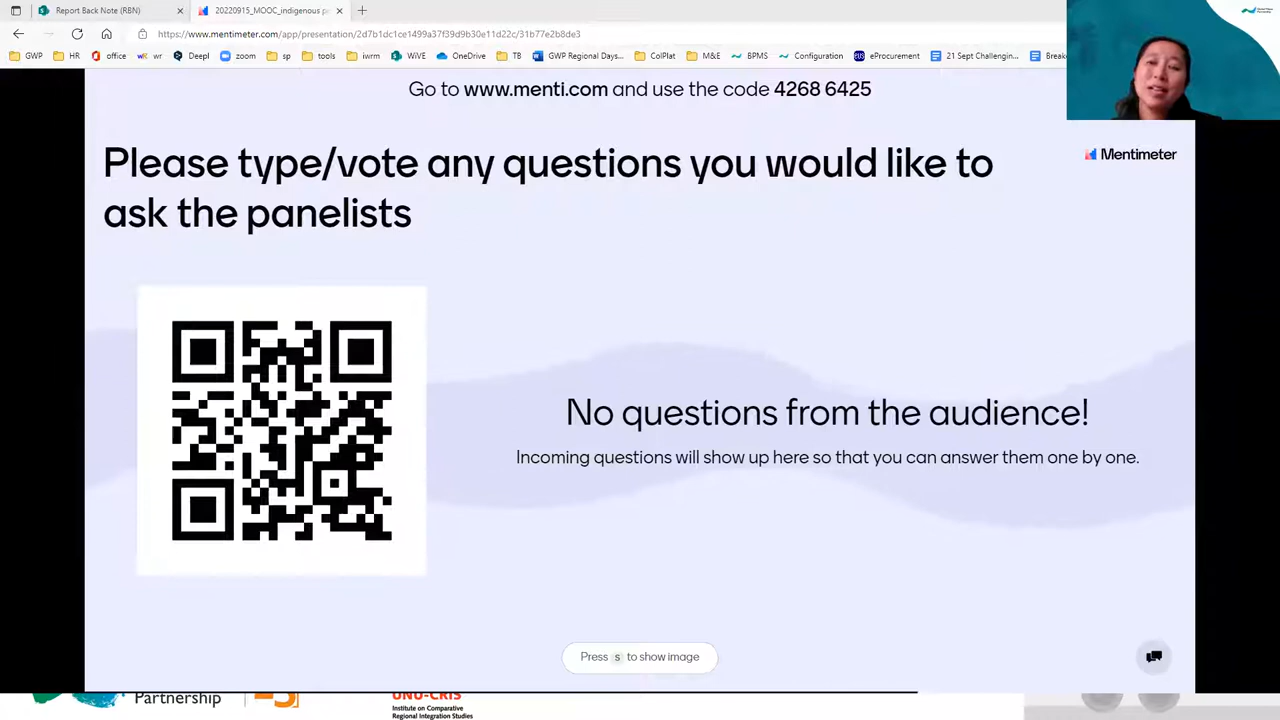 Report Back Note (RBN)
20220915_MOOC_indigenous pe
https://www.mentimeter.com/app/presentation/2d7b1dc1ce1499a37f39d9b30e11d22c/31b77e2b8de3
GWP HR office wkr Deepl zoom sp tools iwrm WiVE OneDrive TB GWP Regional Days... ColPlat M&E BPMS Configuration eProcurement 21 Sept Challengin... Break
Go to www.menti.com and use the code 4268 6425
Mentimeter
Please type/vote any questions you would like to
ask the panelists
No questions from the audience!
Incoming questions will show up here so that you can answer them one by one.
Press s to show image
Partnership
UNU-CRIS
Institute on Comparative
Regional Integration Studies